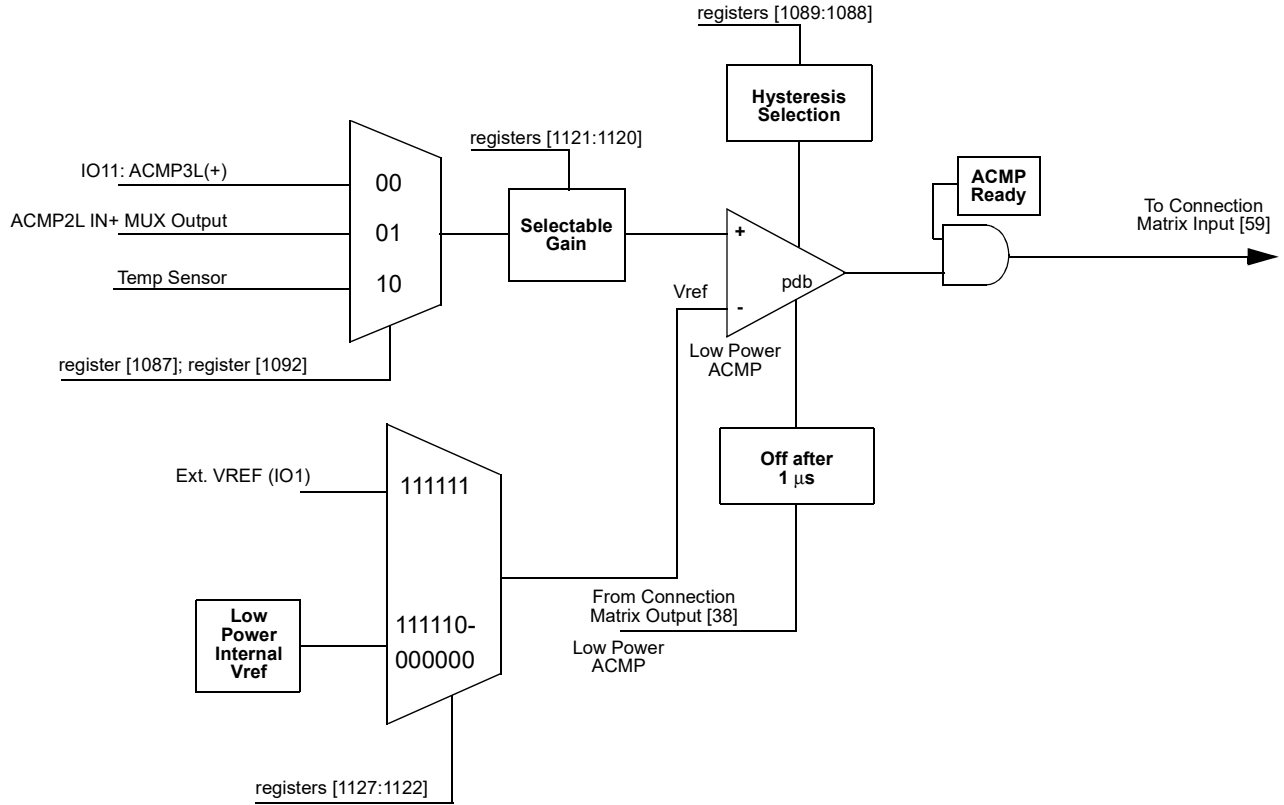 registers [1089:1088]
Hysteresis
Selection
registers [1121:1120]
IO11: ACMP3L(+)
00
ACMP
Ready
ACMP2L IN+ MUX Output
01
Selectable
Gain
+
To Connection
Matrix Input [59]
Temp Sensor
10
pdb
Vref
-
Low Power
ACMP
register [1087]; register [1092]
Off after
1 μs
Ext. VREF (IO1)
111111
From Connection
Matrix Output [38]
Low Power
ACMP
Low
Power
Internal
Vref
111110-
000000
registers [1127:1122]